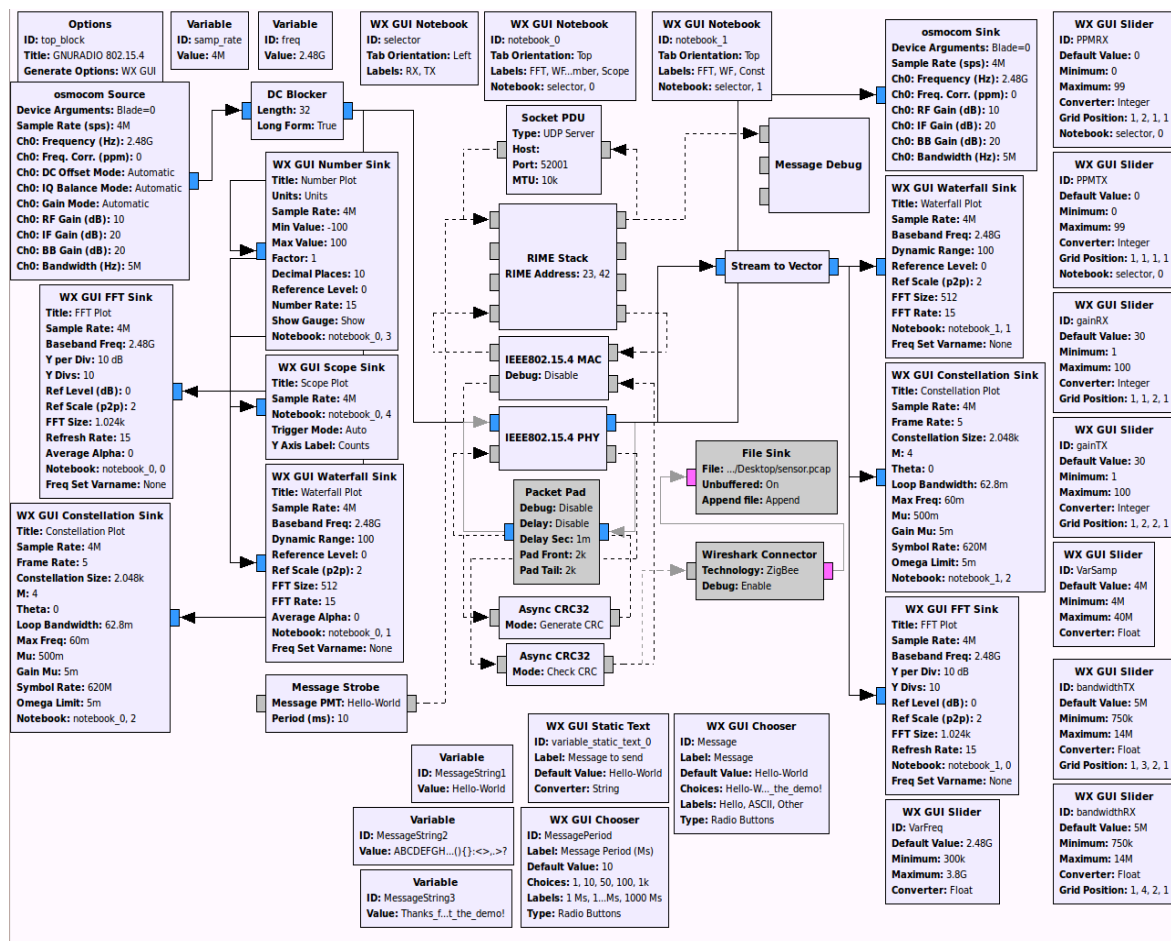 Options
ID: top_block
Title: GNURADIO 802.15.4
Generate Options: WX GUI
Variable
ID: samp_rate
Value: 4M
Variable
ID: freq
Value: 2.48G
WX GUI Notebook
ID: selector
Tab Orientation: Left
Labels: RX, TX
WX GUI Notebook
ID: notebook_0
Tab Orientation: Top
Labels: FFT, WF...mber, Scope
Notebook: selector, 0
WX GUI Notebook
ID: notebook_1
Tab Orientation: Top
Labels: FFT, WF, Const
Notebook: selector, 1
osmocom Sink
Device Arguments: Blade=0
Sample Rate (sps): 4M
Ch0: Frequency (Hz): 2.48G
Ch0: Freq. Corr. (ppm): 0
Ch0: RF Gain (dB): 10
Ch0: IF Gain (dB): 20
Ch0: BB Gain (dB): 20
Ch0: Bandwidth (Hz): 5M
WX GUI Slider
ID: PPMRX
Default Value: 0
Minimum: 0
Maximum: 99
Converter: Integer
Grid Position: 1, 2, 1, 1
Notebook: selector, 0
osmocom Source
Device Arguments: Blade=0
Sample Rate (sps): 4M
Ch0: Frequency (Hz): 2.48G
Ch0: Freq. Corr. (ppm): 0
Ch0: DC Offset Mode: Automatic
Ch0: IQ Balance Mode: Automatic
Ch0: Gain Mode: Automatic
Ch0: RF Gain (dB): 10
Ch0: IF Gain (dB): 20
Ch0: BB Gain (dB): 20
Ch0: Bandwidth (Hz): 5M
DC Blocker
Length: 32
Long Form: True
Socket PDU
Type: UDP Server
Host:
Port: 52001
MTU: 10k
Message Debug
WX GUI Number Sink
Title: Number Plot
Units: Units
Sample Rate: 4M
Min Value: -100
Max Value: 100
Factor: 1
Decimal Places: 10
Reference Level: 0
Number Rate: 15
Show Gauge: Show
Notebook: notebook_0, 3
RIME Stack
RIME Address: 23, 42
Stream to Vector
WX GUI Waterfall Sink
Title: Waterfall Plot
Sample Rate: 4M
Baseband Freq: 2.48G
Dynamic Range: 100
Reference Level: 0
Ref Scale (p2p): 2
FFT Size: 512
FFT Rate: 15
Notebook: notebook_1, 1
Freq Set Varname: None
WX GUI Slider
ID: PPMTX
Default Value: 0
Minimum: 0
Maximum: 99
Converter: Integer
Grid Position: 1, 1, 1, 1
Notebook: selector, 0
WX GUI FFT Sink
Title: FFT Plot
Sample Rate: 4M
Baseband Freq: 2.48G
Y per Div: 10 dB
Y Divs: 10
Ref Level (dB): 0
Ref Scale (p2p): 2
FFT Size: 1.024k
Refresh Rate: 15
Average Alpha: 0
Notebook: notebook_0, 0
Freq Set Varname: None
WX GUI Scope Sink
Title: Scope Plot
Sample Rate: 4M
Notebook: notebook_0, 4
Trigger Mode: Auto
Y Axis Label: Counts
IEEE802.15.4 MAC
Debug: Disable
IEEE802.15.4 PHY
WX GUI Constellation Sink
Title: Constellation Plot
Sample Rate: 4M
Frame Rate: 5
Constellation Size: 2.048k
M: 4
Theta: 0
Loop Bandwidth: 62.8m
Max Freq: 60m
Mu: 500m
Gain Mu: 5m
Symbol Rate: 620M
Omega Limit: 5m
Notebook: notebook_1, 2
WX GUI Slider
ID: gainRX
Default Value: 30
Minimum: 1
Maximum: 100
Converter: Integer
Grid Position: 1, 1, 2, 1
WX GUI Slider
ID: gainTX
Default Value: 30
Minimum: 1
Maximum: 100
Converter: Integer
Grid Position: 1, 2, 2, 1
File Sink
File: .../Desktop/sensor.pcap
Unbuffered: On
Append file: Append
WX GUI Waterfall Sink
Title: Waterfall Plot
Sample Rate: 4M
Baseband Freq: 2.48G
Dynamic Range: 100
Reference Level: 0
Ref Scale (p2p): 2
FFT Size: 512
FFT Rate: 15
Average Alpha: 0
Notebook: notebook_0, 1
Freq Set Varname: None
Packet Pad
Debug: Disable
Delay: Disable
Delay Sec: 1m
Pad Front: 2k
Pad Tail: 2k
Wireshark Connector
Technology: ZigBee
Debug: Enable
WX GUI Constellation Sink
Title: Constellation Plot
Sample Rate: 4M
Frame Rate: 5
Constellation Size: 2.048k
M: 4
Theta: 0
Loop Bandwidth: 62.8m
Max Freq: 60m
Mu: 500m
Gain Mu: 5m
Symbol Rate: 620M
Omega Limit: 5m
Notebook: notebook_0, 2
Async CRC32
Mode: Generate CRC
Async CRC32
Mode: Check CRC
WX GUI Slider
ID: VarSamp
Default Value: 4M
Minimum: 4M
Maximum: 40M
Converter: Float
WX GUI FFT Sink
Title: FFT Plot
Sample Rate: 4M
Baseband Freq: 2.48G
Y per Div: 10 dB
Y Divs: 10
Ref Level (dB): 0
Ref Scale (p2p): 2
FFT Size: 1.024k
Refresh Rate: 15
Notebook: notebook_1, 0
Freq Set Varname: None
Message Strobe
Message PMT: Hello-World
Period (ms): 10
WX GUI Slider
ID: bandwidthTX
Default Value: 5M
Minimum: 750k
Maximum: 14M
Converter: Float
Grid Position: 1, 3, 2, 1
WX GUI Static Text
ID: variable_static_text_0
Label: Message to send
Default Value: Hello-World
Converter: String
WX GUI Chooser
ID: Message
Label: Message
Default Value: Hello-World
Choices: Hello-W..._the_demo!
Labels: Hello, ASCII, Other
Type: Radio Buttons
Variable
ID: MessageString1
Value: Hello-World
Variable
ID: MessageString2
Value: ABCDEFGH...(){}:<>,.>?
WX GUI Chooser
ID: MessagePeriod
Label: Message Period (Ms)
Default Value: 10
Choices: 1, 10, 50, 100, 1k
Labels: 1 Ms, 1...Ms, 1000 Ms
Type: Radio Buttons
WX GUI Slider
ID: VarFreq
Default Value: 2.48G
Minimum: 300k
Maximum: 3.8G
Converter: Float
WX GUI Slider
ID: bandwidthRX
Default Value: 5M
Minimum: 750k
Maximum: 14M
Converter: Float
Grid Position: 1, 4, 2, 1
Variable
ID: MessageString3
Value: Thanks_f...t_the_demo!